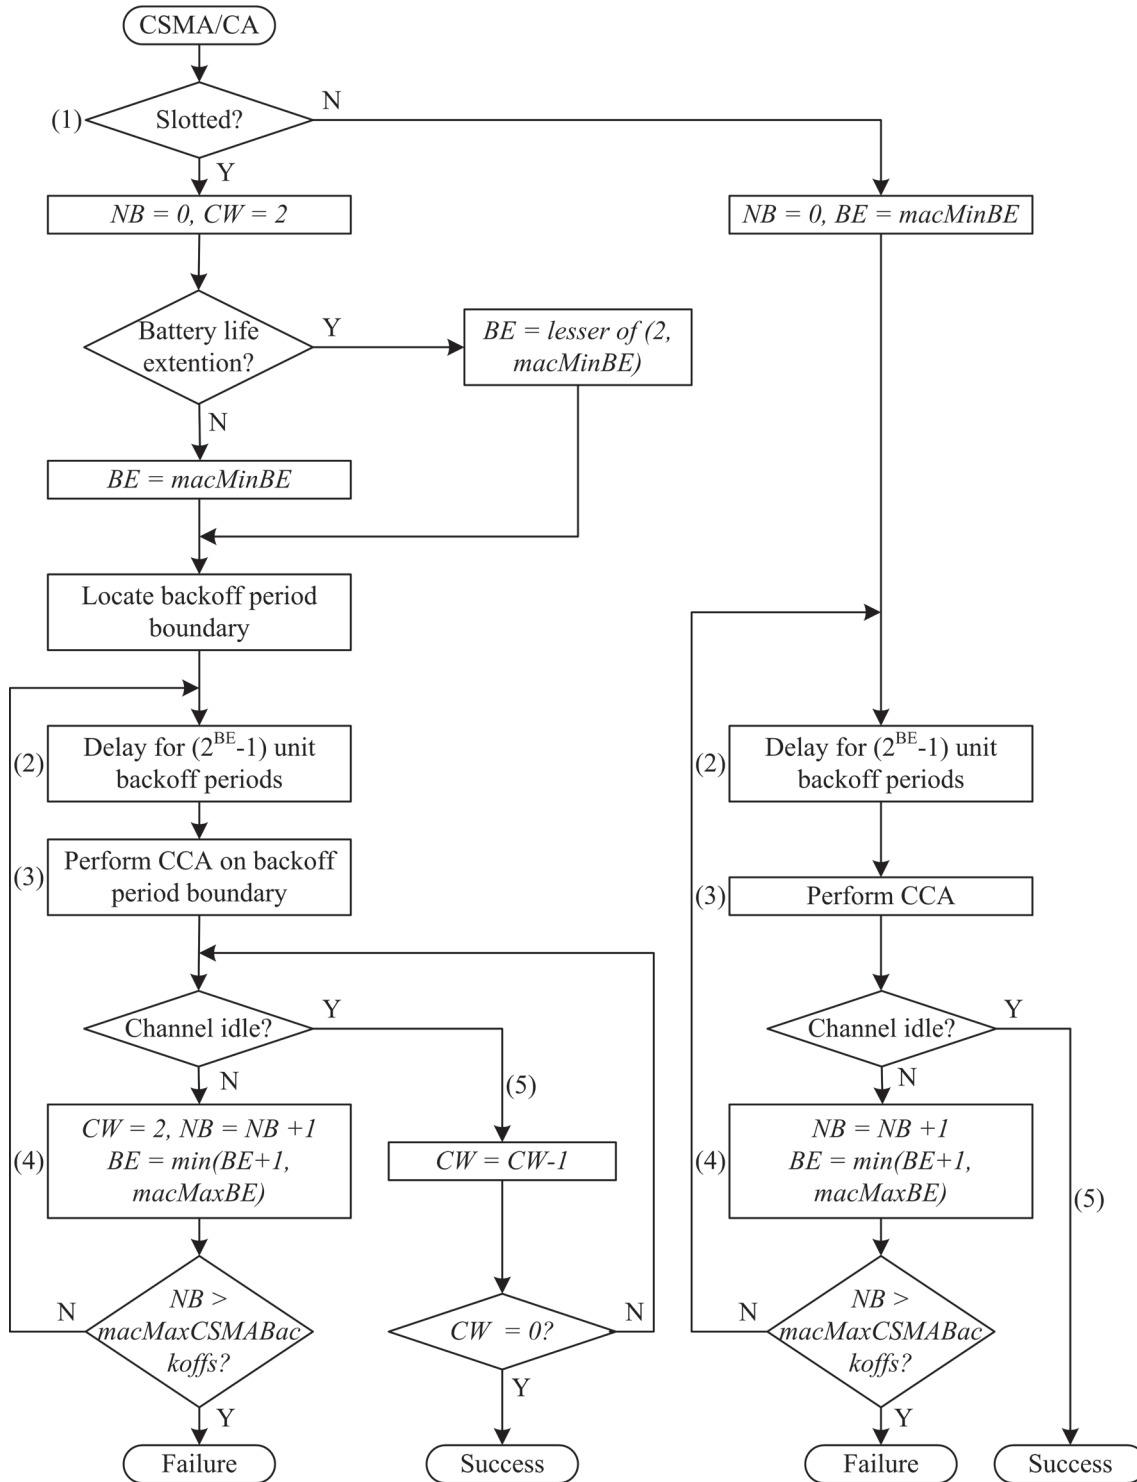 CSMA/CA
(1)
Slotted?
N
Y
NB = 0, CW = 2
NB = 0, BE = macMinBE
Battery life
extention?
Y
N
BE = lesser of (2,
macMinBE)
BE = macMinBE
Locate backoff period
boundary
(2)
Delay for (2^BE-1) unit
backoff periods
(3)
Perform CCA on backoff
period boundary
Channel idle?
Y
N
(5)
(4)
CW = 2, NB = NB +1
BE = min(BE+1,
macMaxBE)
CW = CW-1
N
NB >
macMaxCSMABac
koffs?
Y
CW = 0?
N
Y
Failure
Success
(2)
Delay for (2^BE-1) unit
backoff periods
(3)
Perform CCA
Channel idle?
Y
N
(4)
NB = NB +1
BE = min(BE+1,
macMaxBE)
(5)
N
NB >
macMaxCSMABac
koffs?
Y
Failure
Success